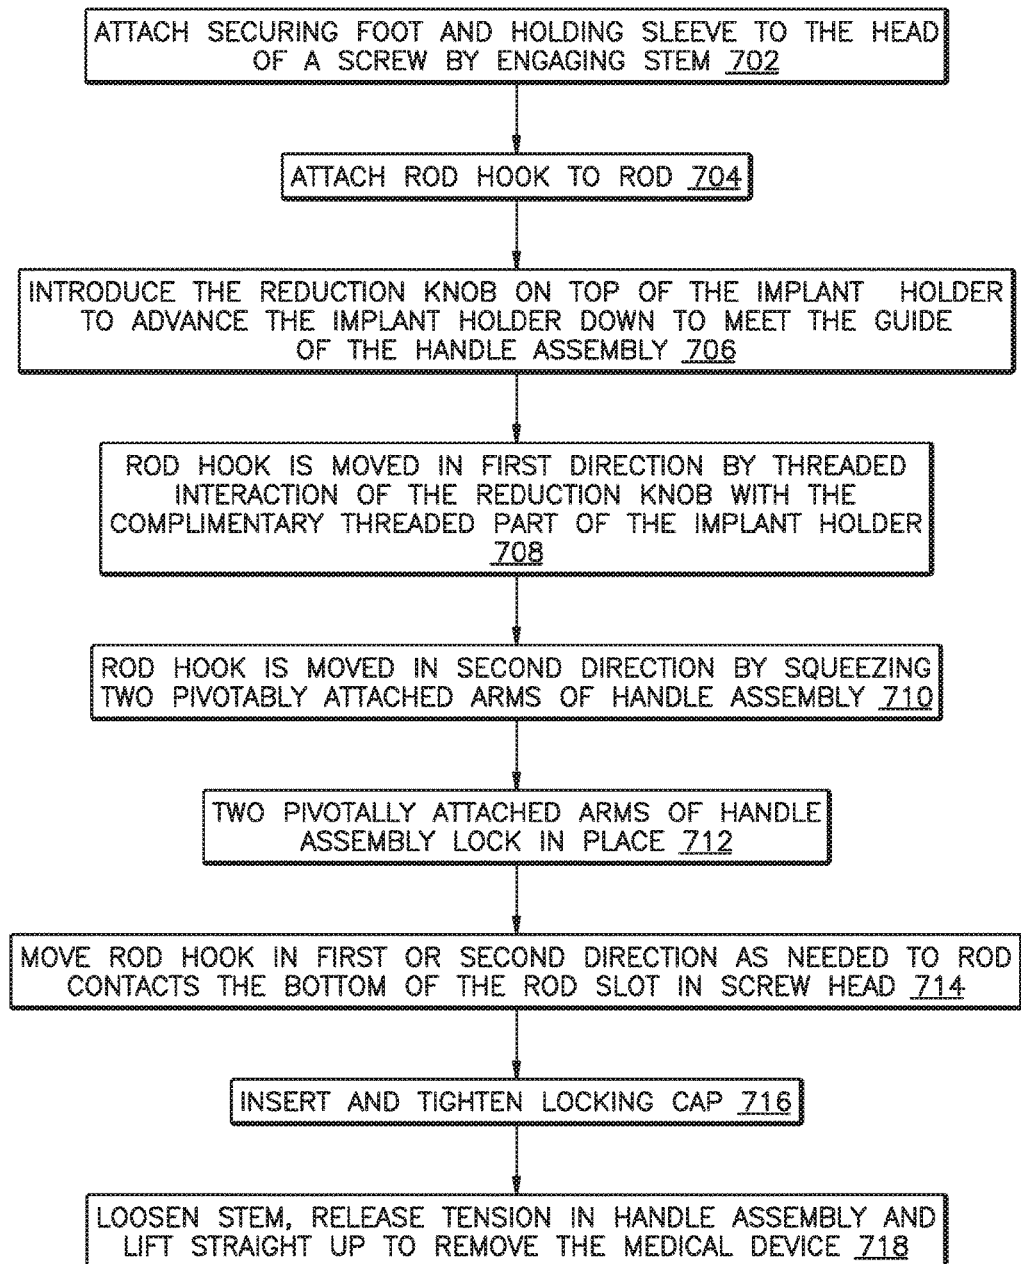 ATTACH SECURING FOOT AND HOLDING SLEEVE TO THE HEAD
OF A SCREW BY ENGAGING STEM 702
ATTACH ROD HOOK TO ROD 704
INTRODUCE THE REDUCTION KNOB ON TOP OF THE IMPLANT HOLDER
TO ADVANCE THE IMPLANT HOLDER DOWN TO MEET THE GUIDE
OF THE HANDLE ASSEMBLY 706
ROD HOOK IS MOVED IN FIRST DIRECTION BY THREADED
INTERACTION OF THE REDUCTION KNOB WITH THE
COMPLIMENTARY THREADED PART OF THE IMPLANT HOLDER
708
ROD HOOK IS MOVED IN SECOND DIRECTION BY SQUEEZING
TWO PIVOTABLY ATTACHED ARMS OF HANDLE ASSEMBLY 710
TWO PIVOTALLY ATTACHED ARMS OF HANDLE
ASSEMBLY LOCK IN PLACE 712
MOVE ROD HOOK IN FIRST OR SECOND DIRECTION AS NEEDED TO ROD
CONTACTS THE BOTTOM OF THE ROD SLOT IN SCREW HEAD 714
INSERT AND TIGHTEN LOCKING CAP 716
LOOSEN STEM, RELEASE TENSION IN HANDLE ASSEMBLY AND
LIFT STRAIGHT UP TO REMOVE THE MEDICAL DEVICE 718